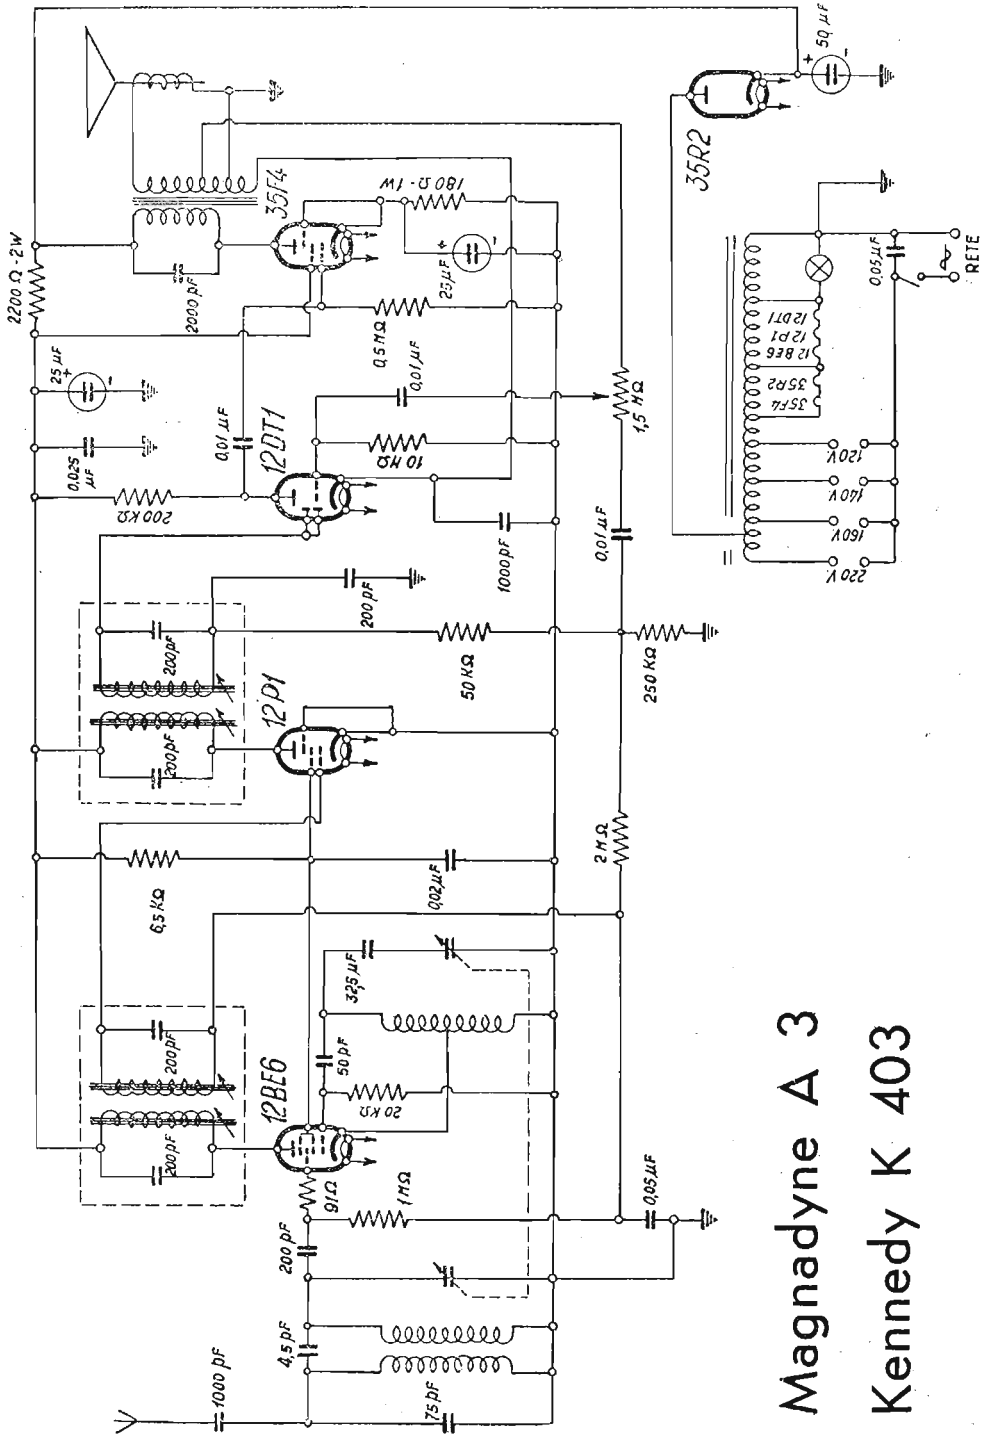 1000 pF
75 pF
4,5 pF
200 pF
91 Ω
1 MΩ
0,05 µF
12BE6
200 pF
200 pF
20 KΩ
50 pF
32,5 µF
6,5 KΩ
0,02 µF
2 MΩ
12P1
200 pF
200 pF
200 pF
50 KΩ
250 KΩ
0,01 µF
12DT1
200 KΩ
1000 pF
10 MΩ
0,01 µF
0,01 µF
1,5 MΩ
0,025 µF
25 µF
+
-
2200 Ω - 2W
2000 pF
0,5 MΩ
35F4
25 µF
+
-
180 Ω - 1W
35R2
50 µF
+
-
220 V
160 V
140 V
120 V
35F4
35R2
12BE6
12P1
12DT1
0,05 µF
RETE
Magnadyne A 3
Kennedy K 403